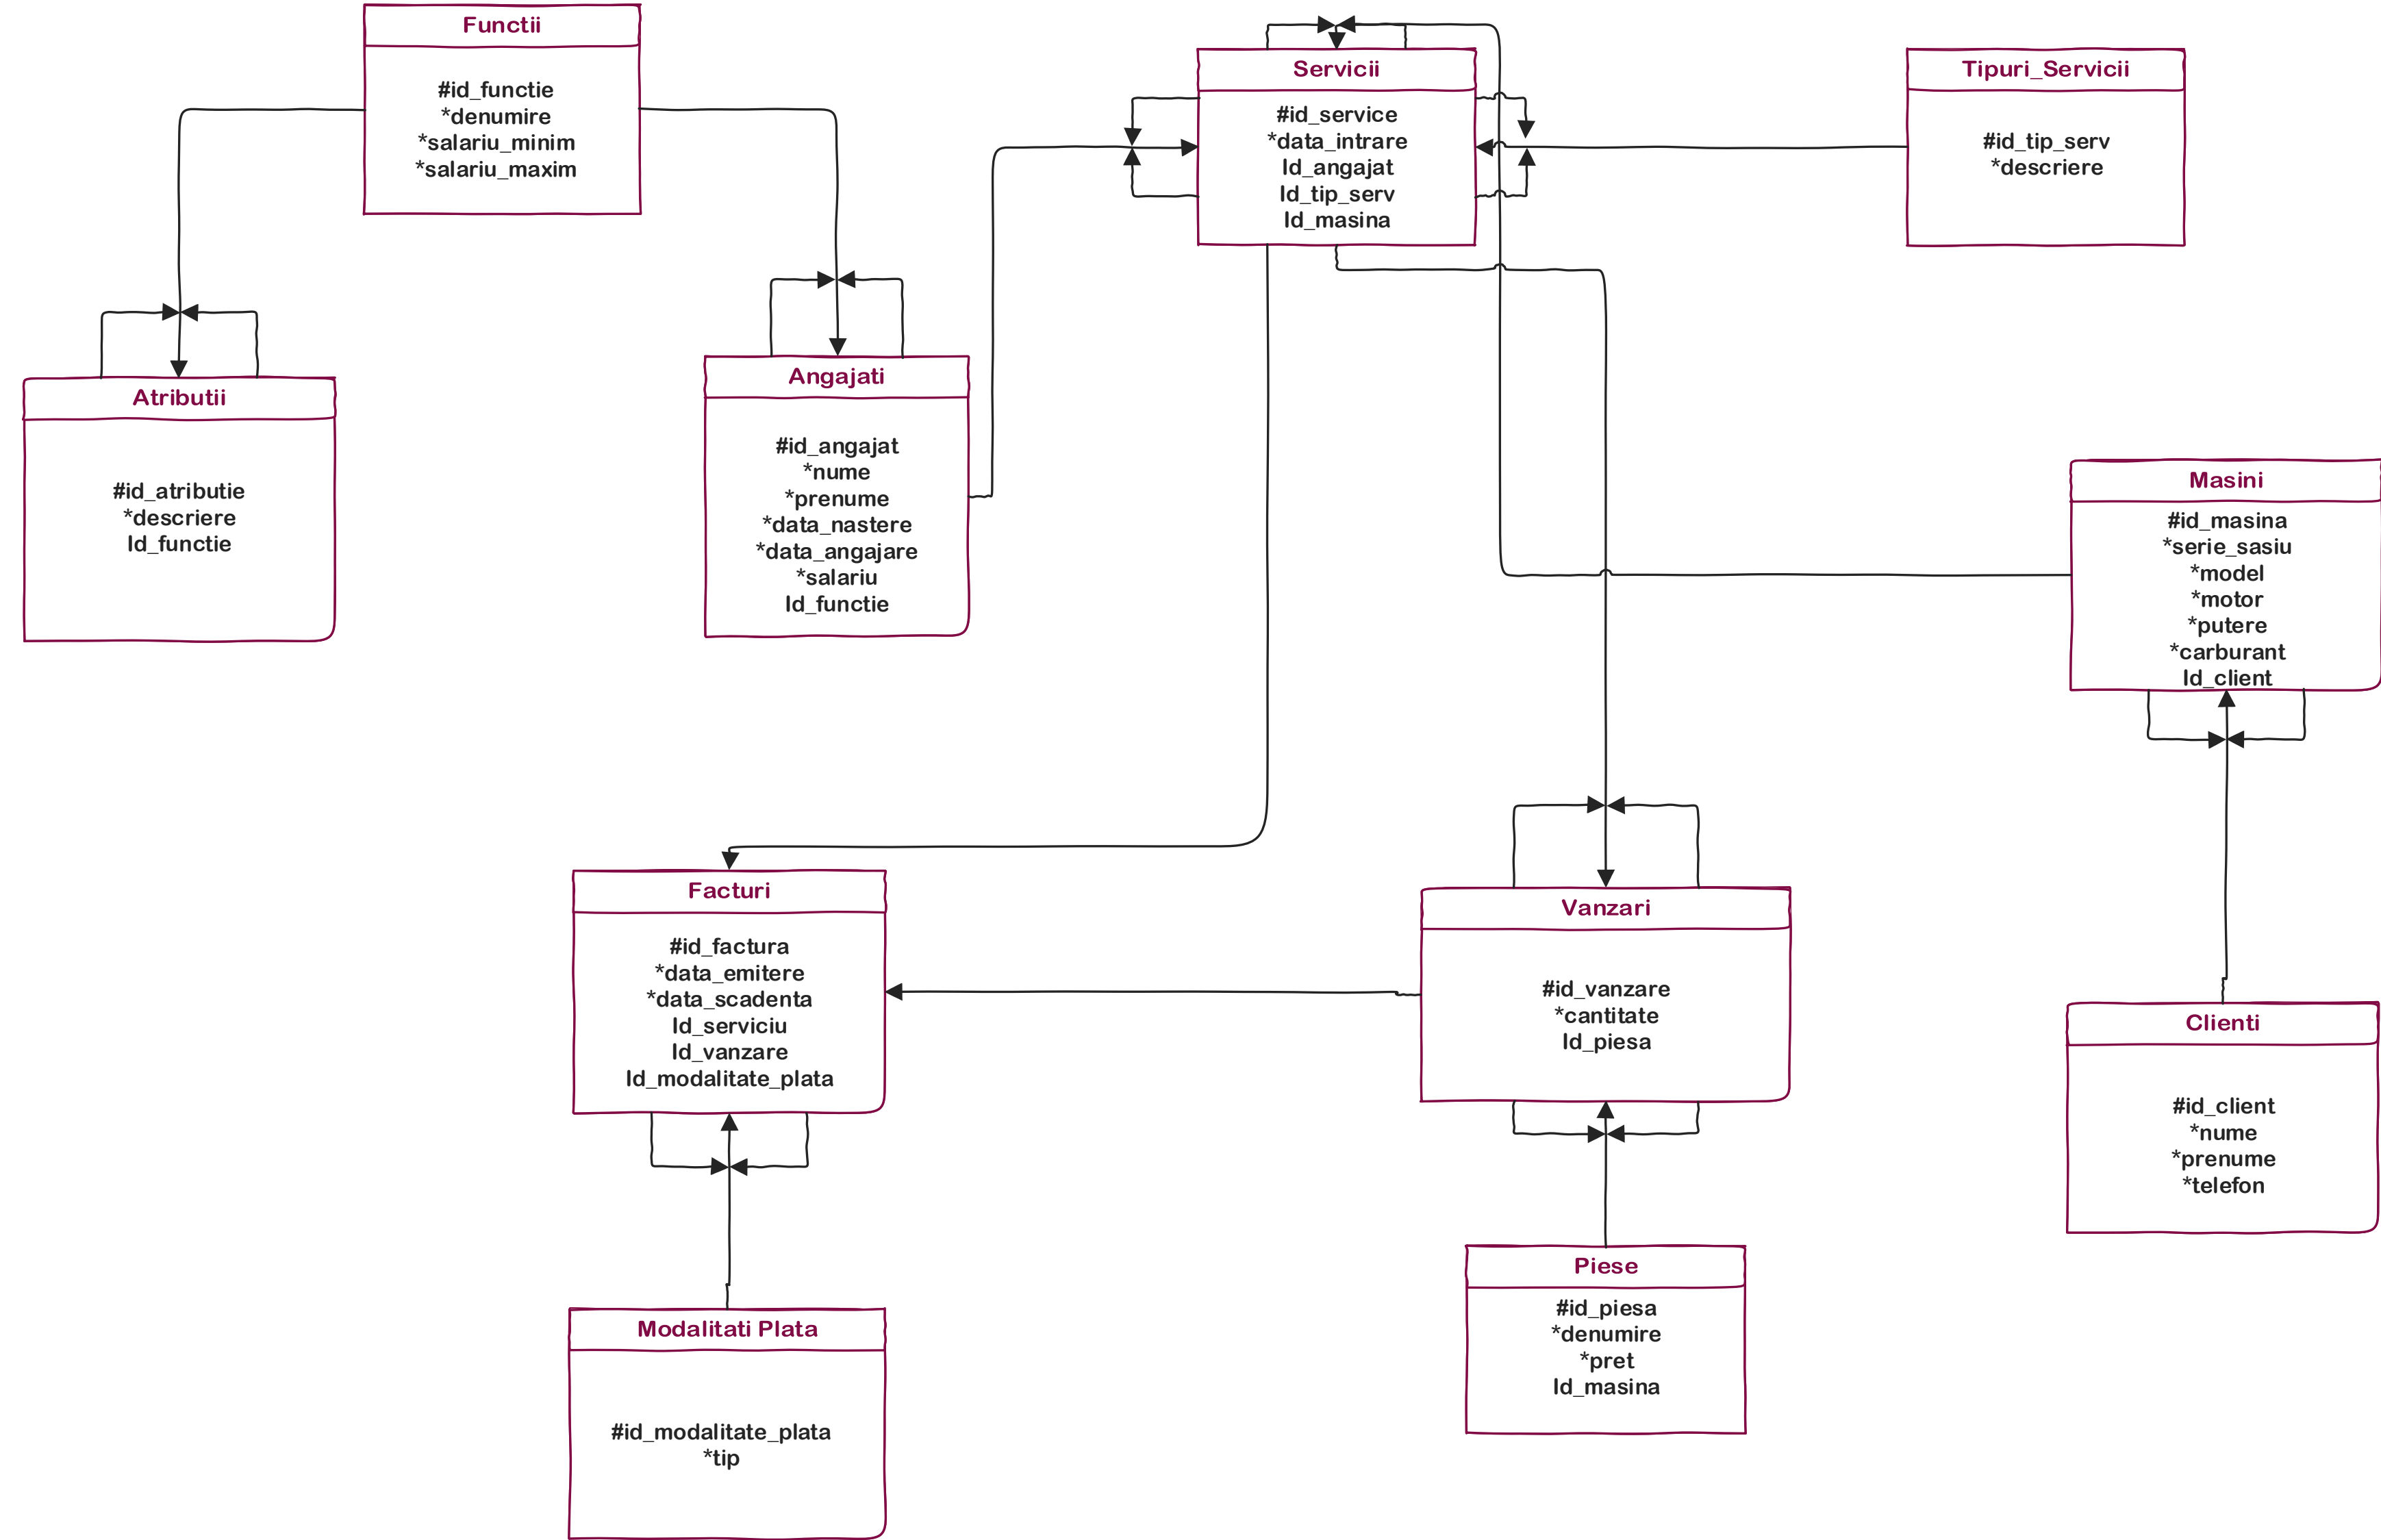 Functii
#id_functie
*denumire
*salariu_minim
*salariu_maxim
Servicii
#id_service
*data_intrare
Id_angajat
Id_tip_serv
Id_masina
Tipuri_Servicii
#id_tip_serv
*descriere
Atributii
#id_atributie
*descriere
Id_functie
Angajati
#id_angajat
*nume
*prenume
*data_nastere
*data_angajare
*salariu
Id_functie
Masini
#id_masina
*serie_sasiu
*model
*motor
*putere
*carburant
Id_client
Facturi
#id_factura
*data_emitere
*data_scadenta
Id_serviciu
Id_vanzare
Id_modalitate_plata
Vanzari
#id_vanzare
*cantitate
Id_piesa
Clienti
#id_client
*nume
*prenume
*telefon
Modalitati Plata
#id_modalitate_plata
*tip
Piese
#id_piesa
*denumire
*pret
Id_masina